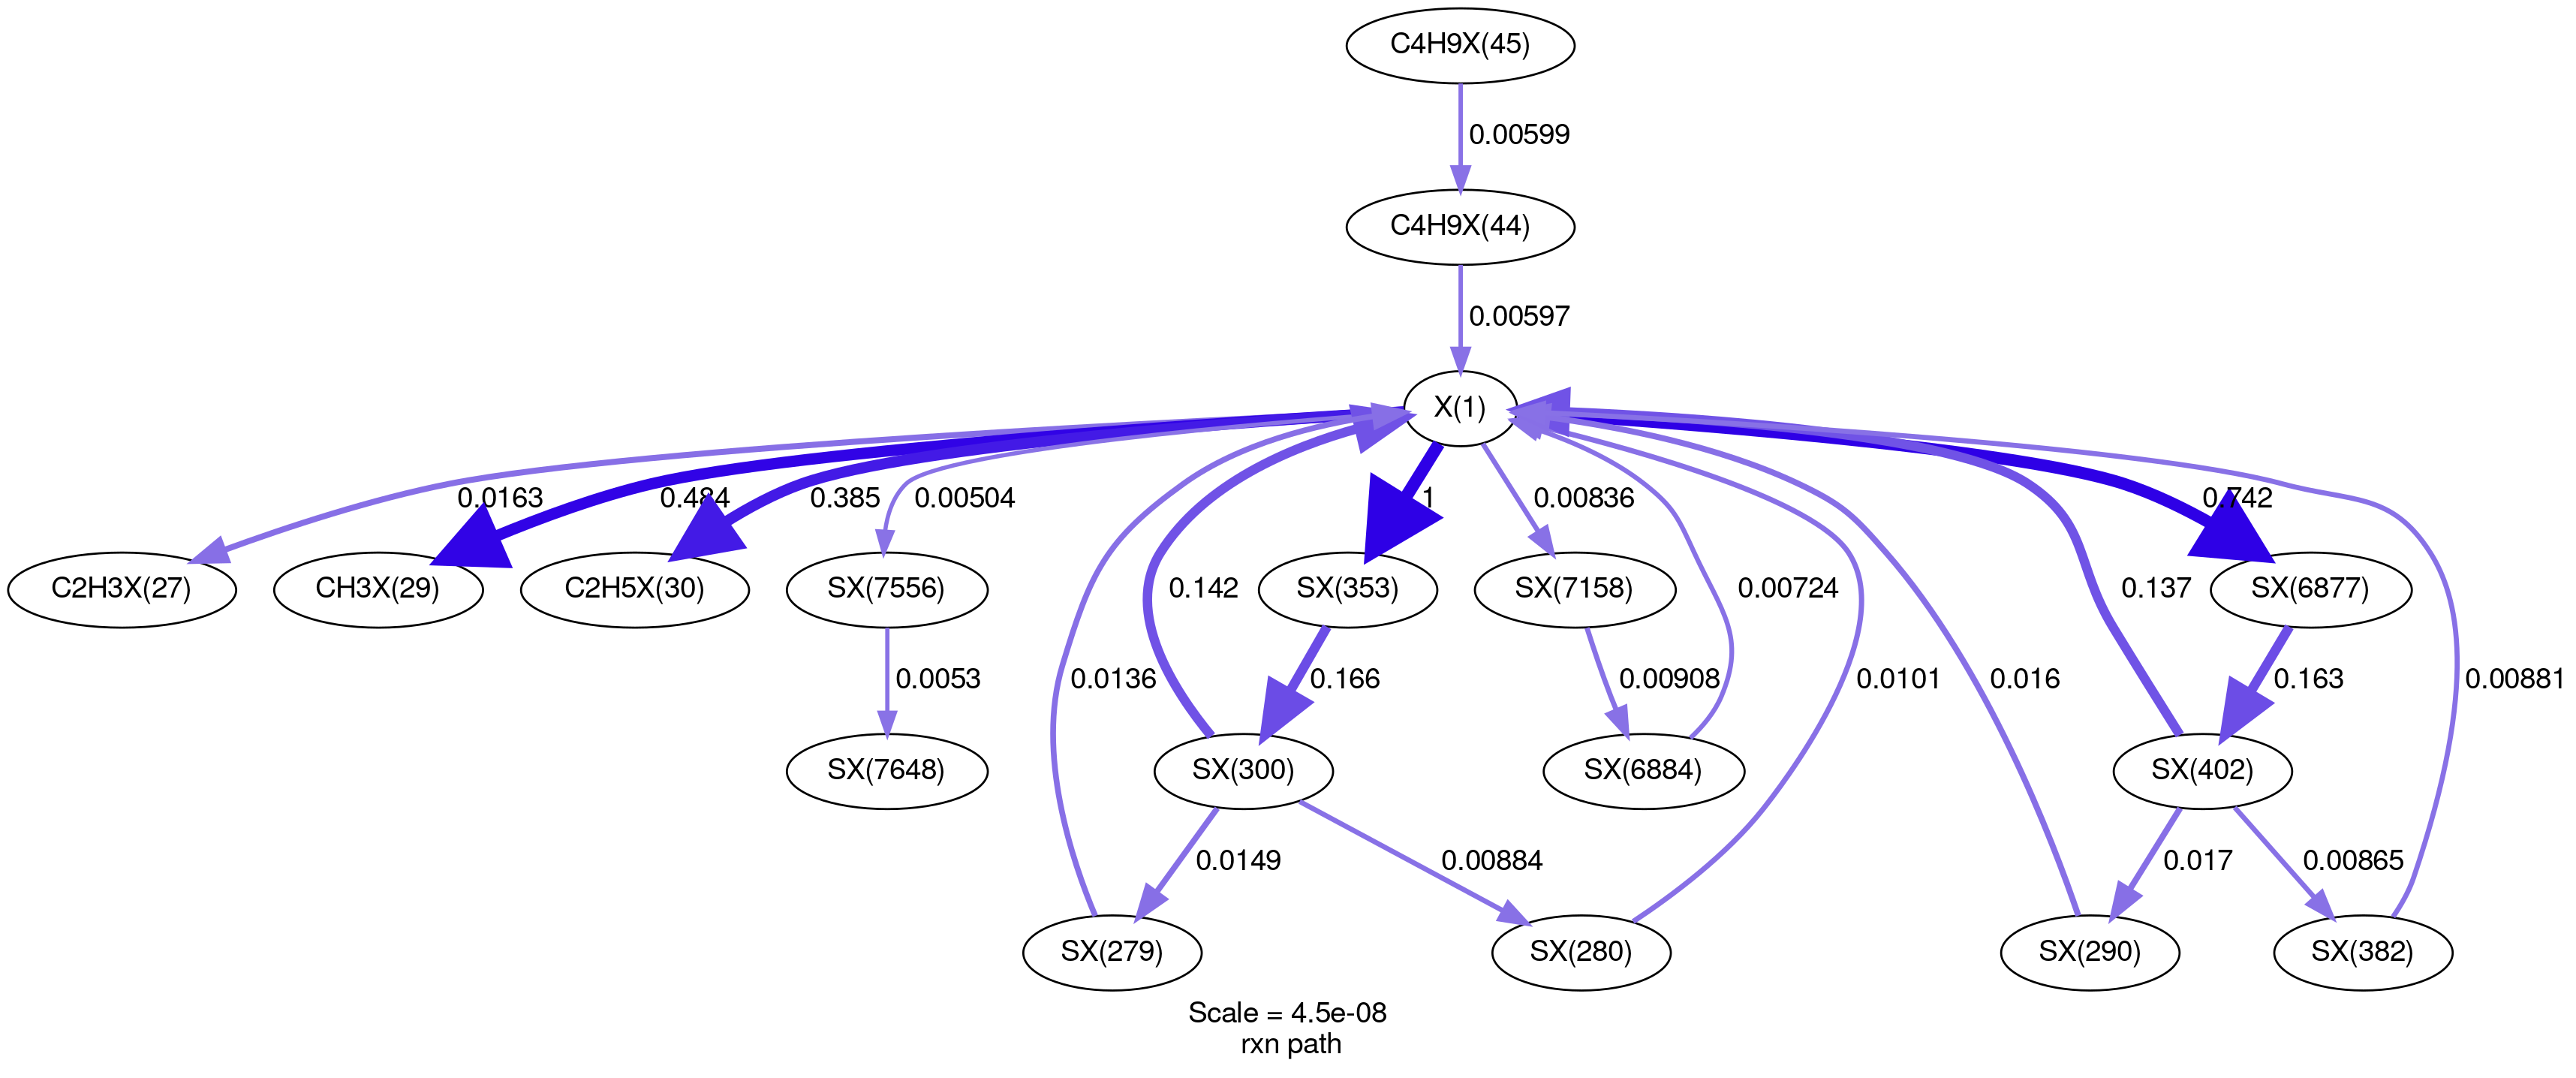 C4H9X(45)
0.00599
C4H9X(44)
0.00597
X(1)
0.0163
0.484
0.385
0.00504
1
0.00836
0.742
C2H3X(27)
CH3X(29)
C2H5X(30)
SX(7556)
0.142
SX(353)
SX(7158)
0.00724
0.137
SX(6877)
0.0053
0.0136
0.166
0.00908
0.0101
0.016
0.163
0.00881
SX(7648)
SX(300)
SX(6884)
SX(402)
0.0149
0.00884
0.017
0.00865
SX(279)
SX(280)
SX(290)
SX(382)
Scale = 4.5e-08
rxn path